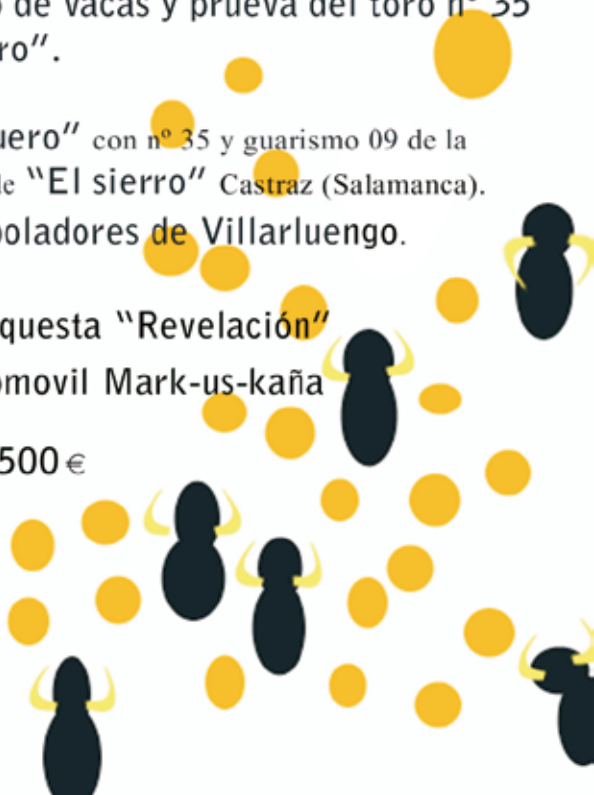 de vacas y prueva del toro nº 35
ro”.
uero” con nº 35 y guarismo 09 de la
de “El sierro” Castraz (Salamanca).
boladores de Villarluengo.
questa “Revelación”
omovil Mark-us-kaña
500 €